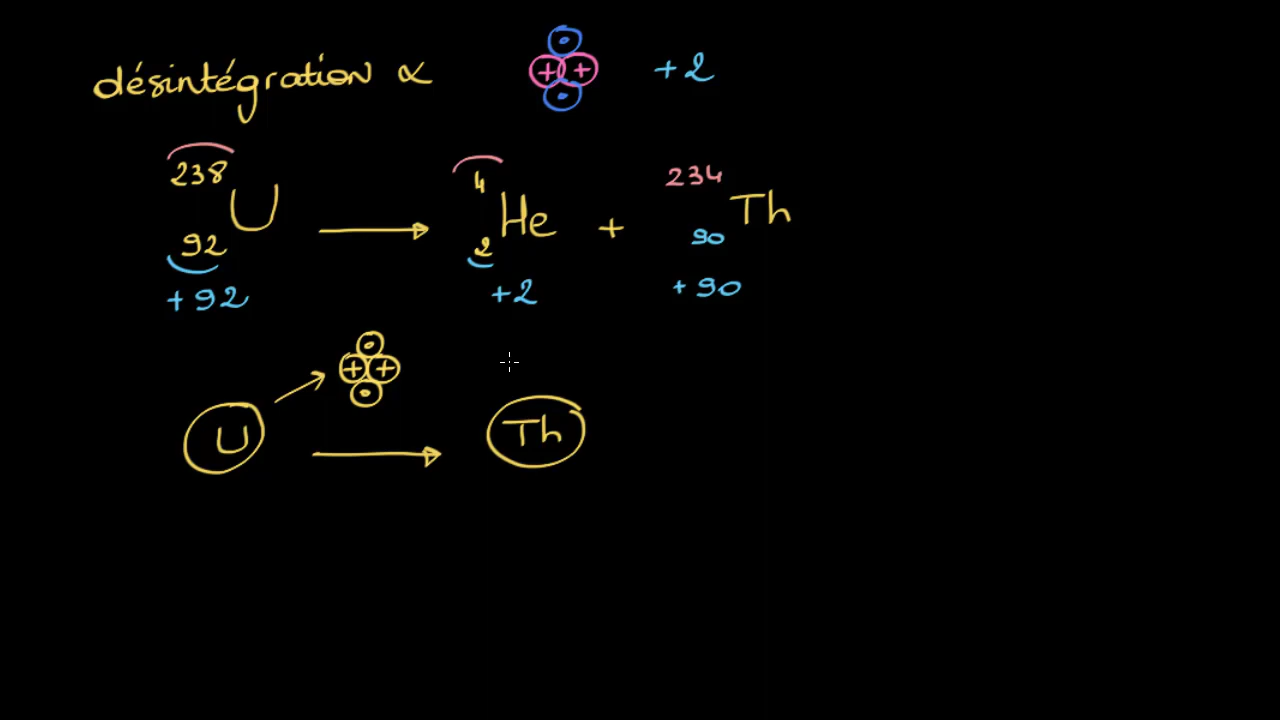 désintégration α ++ +2
238 92 U → 4 2 He + 234 90 Th
+92 +2 +90
++
U → Th